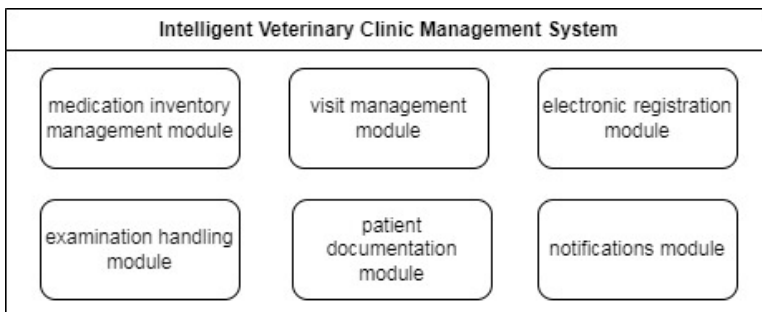 Intelligent Veterinary Clinic Management System
medication inventory
management module
visit management
module
electronic registration
module
examination handling
module
patient
documentation
module
notifications module